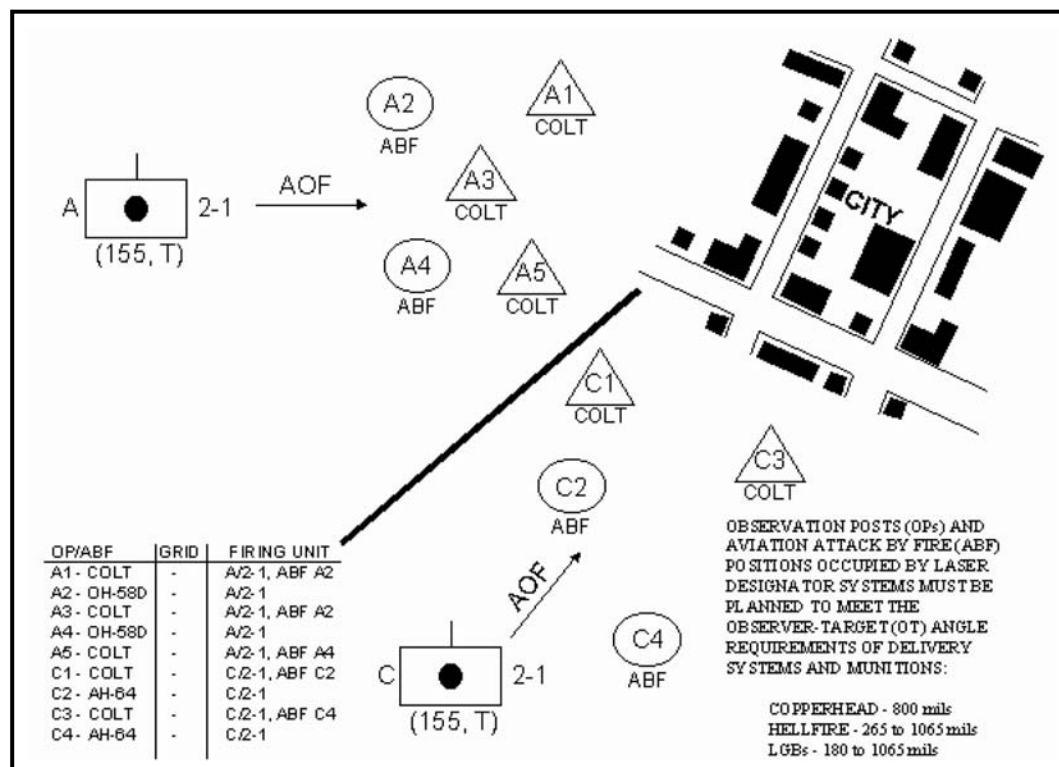 A1
COLT
A2
ABF
A3
COLT
A 2-1
AOF
(155, T)
A4
ABF
A5
COLT
CITY
C1
COLT
C2
ABF
C3
COLT
AOF
C4
ABF
C 2-1
(155, T)
OP/ABF GRID FIRING UNIT
A1 - COLT - A/2-1, ABF A2
A2 - OH-58D - A/2-1
A3 - COLT - A/2-1, ABF A2
A4 - OH-58D - A/2-1
A5 - COLT - A/2-1, ABF A4
C1 - COLT - C/2-1, ABF C2
C2 - AH-64 - C/2-1
C3 - COLT - C/2-1, ABF C4
C4 - AH-64 - C/2-1
OBSERVATION POSTS (OPs) AND
AVIATION ATTACK BY FIRE (ABF)
POSITIONS OCCUPIED BY LASER
DESIGNATOR SYSTEMS MUST BE
PLANNED TO MEET THE
OBSERVER-TARGET (OT) ANGLE
REQUIREMENTS OF DELIVERY
SYSTEMS AND MUNITIONS:
COPPERHEAD - 800 mils
HELLFIRE - 265 to 1065 mils
LGBs - 180 to 1065 mils